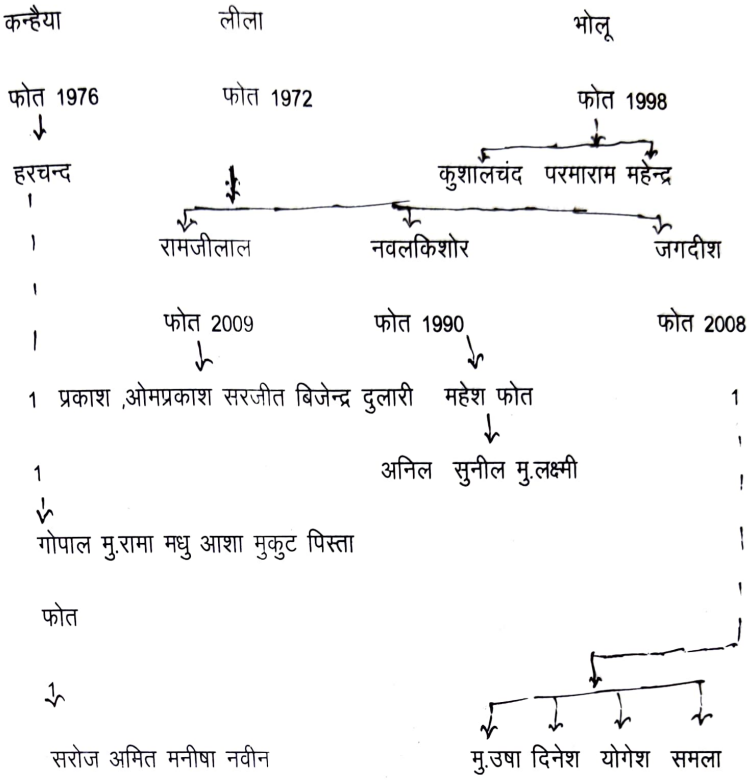 कन्हैया लीला भोलू
फोत 1976 फोत 1972 फोत 1998
हरचन्द कुशालचंद परमाराम महेन्द्र
रामजीलाल नवलकिशोर जगदीश
फोत 2009 फोत 1990 फोत 2008
1 प्रकाश ,ओमप्रकाश सरजीत बिजेन्द्र दुलारी महेश फोत 1
1 अनिल सुनील मु.लक्ष्मी
गोपाल मु.रामा मधु आशा मुकुट पिस्ता
फोत
1
सरोज अमित मनीषा नवीन मु.उषा दिनेश योगेश समला